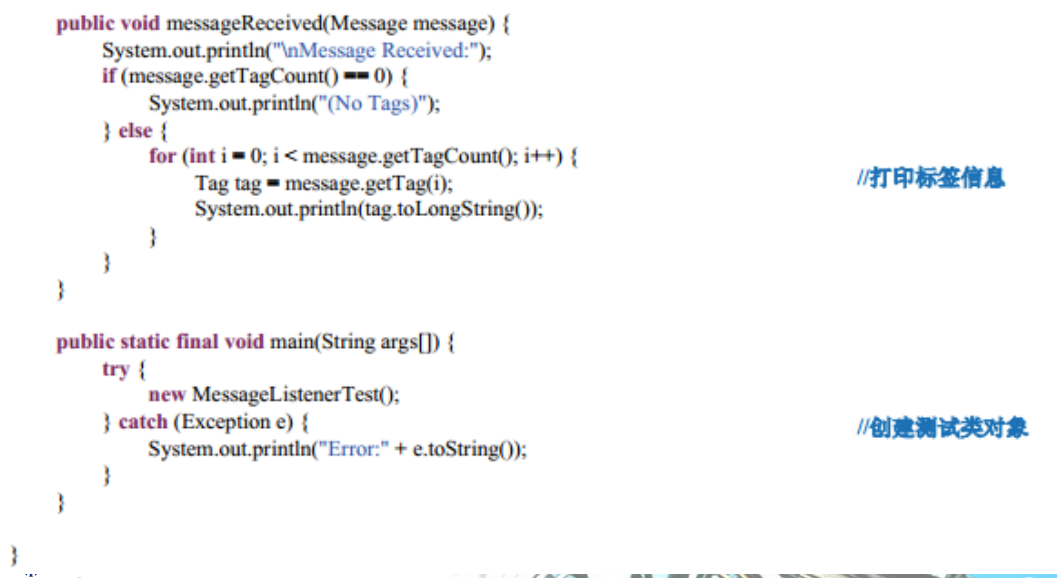 public void messageReceived(Message message) {
System.out.println("\nMessage Received:");
if (message.getTagCount() == 0) {
System.out.println("(No Tags)");
} else {
for (int i = 0; i < message.getTagCount(); i++) {
Tag tag = message.getTag(i); //打印标签信息
System.out.println(tag.toLongString());
}
}
}
public static final void main(String args[]) {
try {
new MessageListenerTest();
} catch (Exception e) { //创建测试类对象
System.out.println("Error:" + e.toString());
}
}
}